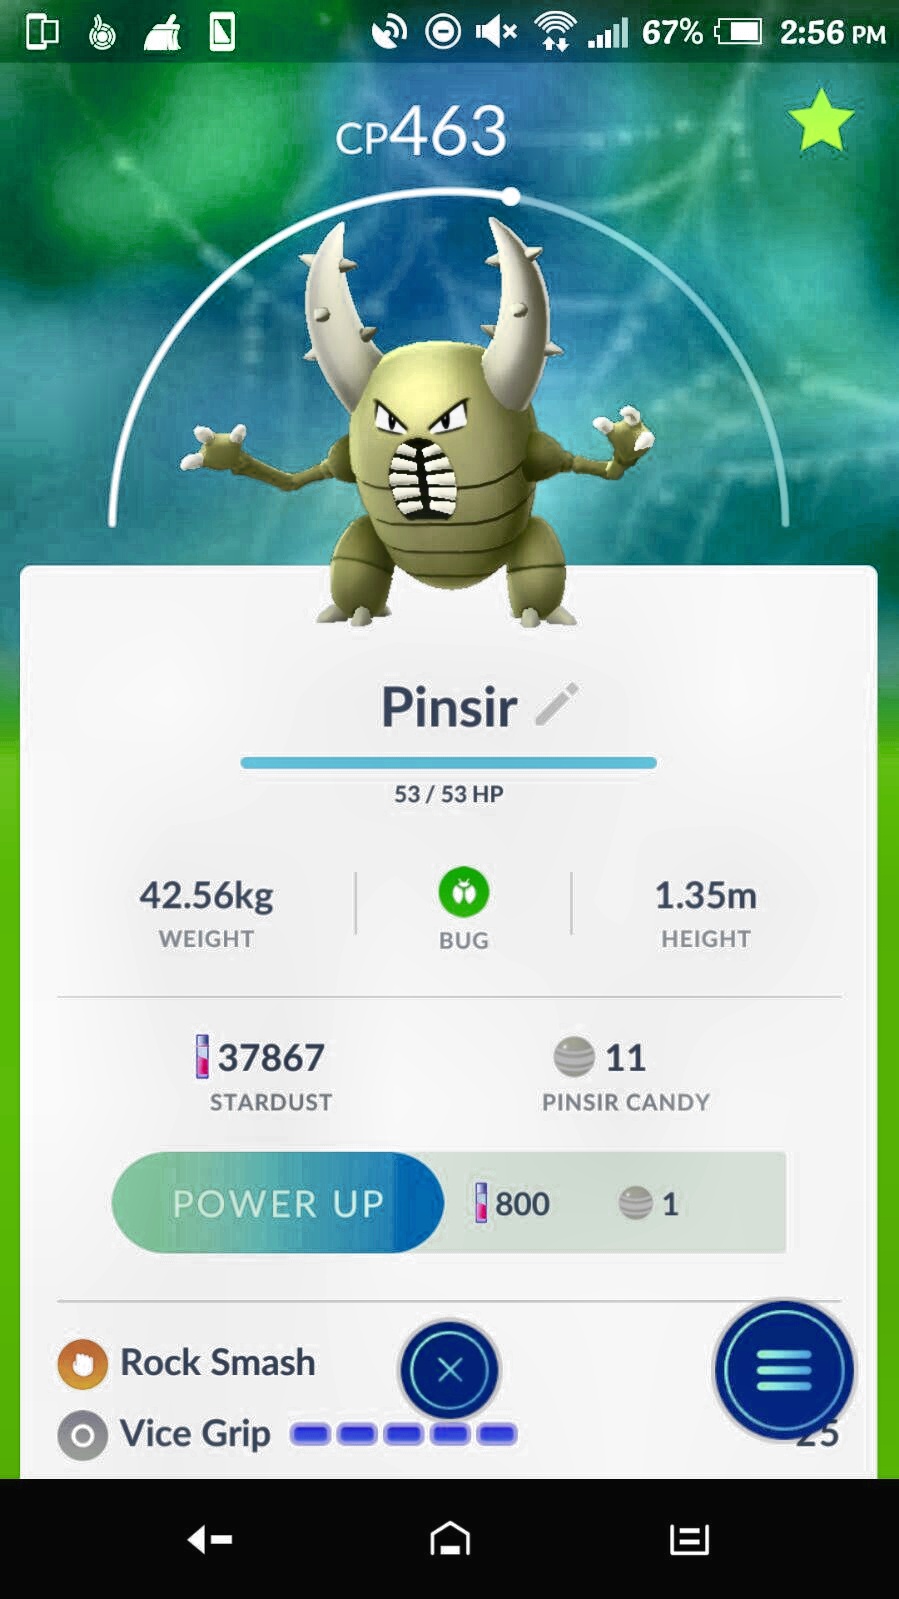 67% 2:56 PM
CP463
Pinsir
53 / 53 HP
42.56kg
WEIGHT
BUG
1.35m
HEIGHT
37867
STARDUST
11
PINSIR CANDY
POWER UP 800 1
Rock Smash
Vice Grip 25